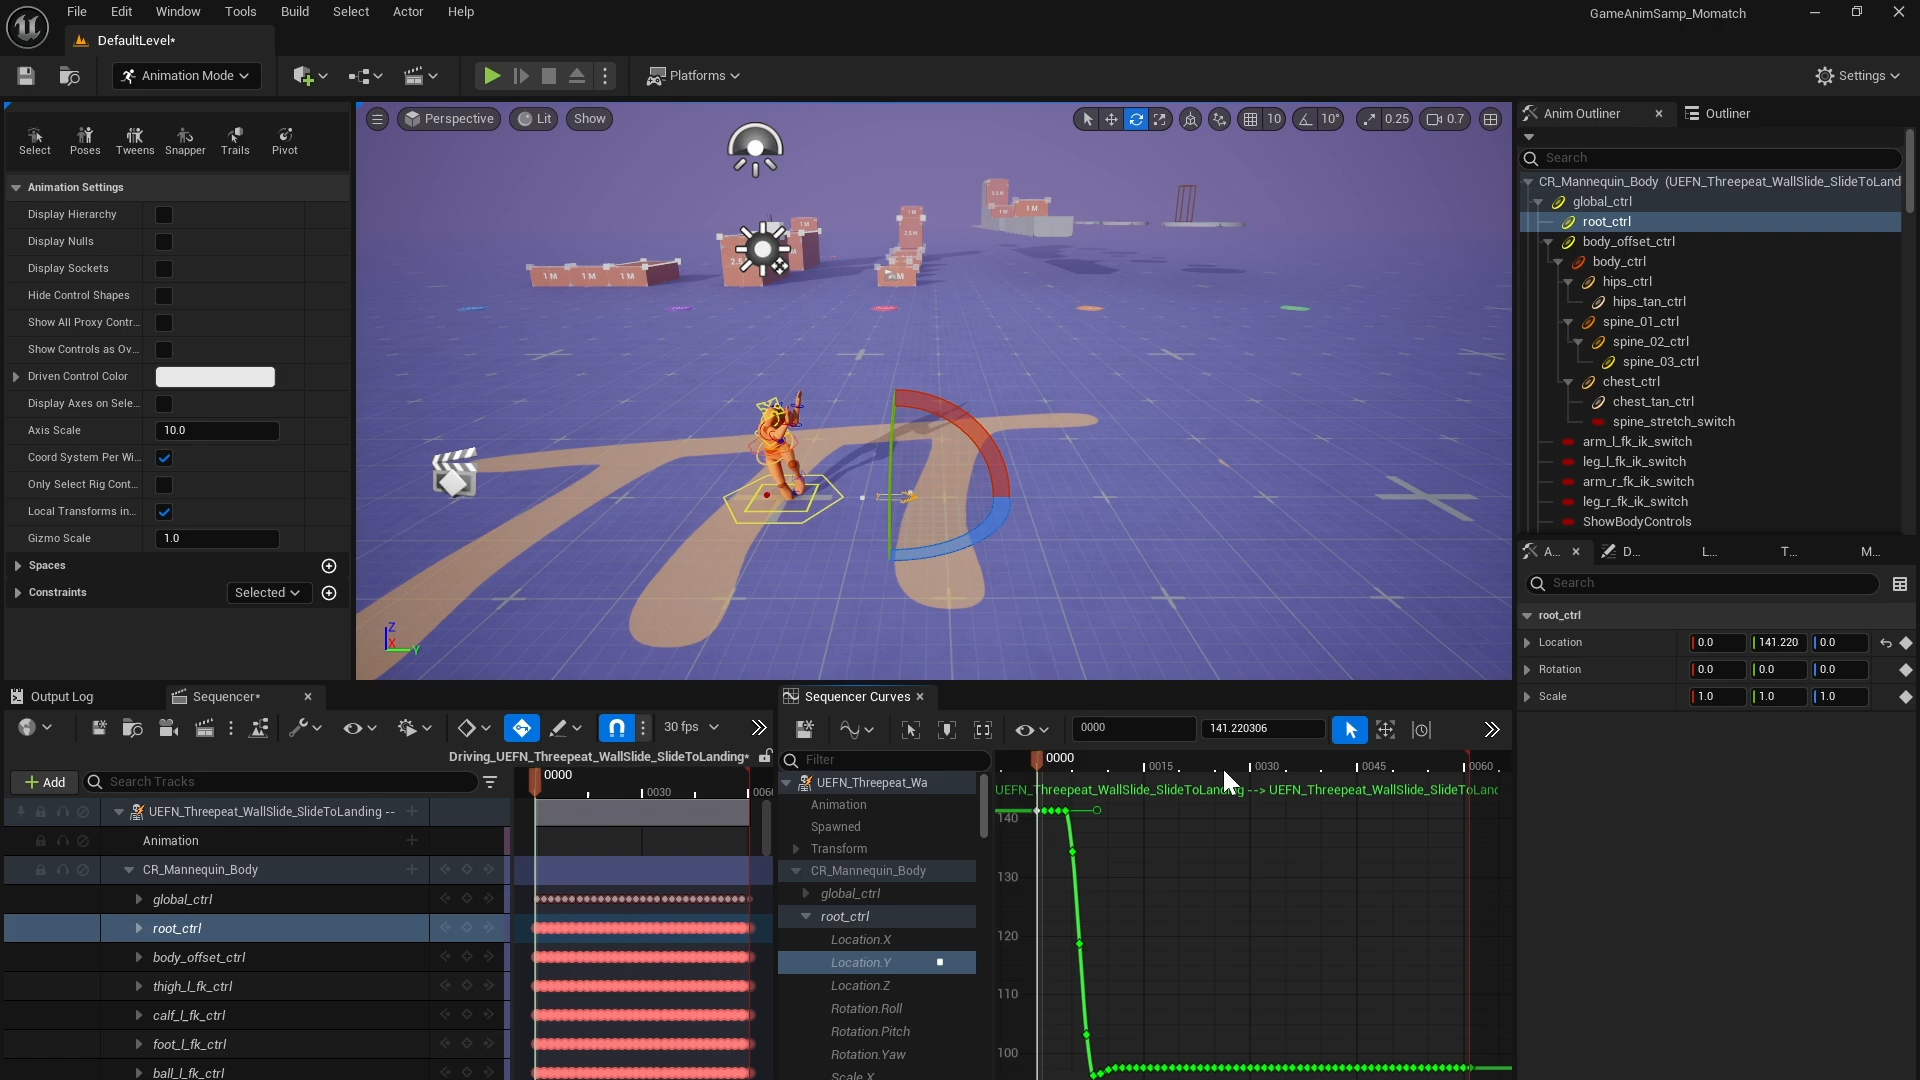 File Edit Window Tools Build Select Actor Help
GameAnimSamp_Momatch
DefaultLevel*
Animation Mode
Platforms
Settings
Select Poses Tweens Snapper Trails Pivot
Animation Settings
Display Hierarchy
Display Nulls
Display Sockets
Hide Control Shapes
Show All Proxy Contr...
Show Controls as Ov...
Driven Control Color
Display Axes on Sele...
Axis Scale 10.0
Coord System Per Wi...
Only Select Rig Cont...
Local Transforms in...
Gizmo Scale 1.0
Spaces
Constraints Selected
Perspective Lit Show
10 10° 0.25 0.7
1 M 1 M 1 M
1 M
Z
X
Y
Anim Outliner
Outliner
Search
CR_Mannequin_Body (UEFN_Threepeat_WallSlide_SlideToLand
global_ctrl
root_ctrl
body_offset_ctrl
body_ctrl
hips_ctrl
hips_tan_ctrl
spine_01_ctrl
spine_02_ctrl
spine_03_ctrl
chest_ctrl
chest_tan_ctrl
spine_stretch_switch
arm_l_fk_ik_switch
leg_l_fk_ik_switch
arm_r_fk_ik_switch
leg_r_fk_ik_switch
ShowBodyControls
A... D... L... T... M...
Search
root_ctrl
Location 0.0 141.220 0.0
Rotation 0.0 0.0 0.0
Scale 1.0 1.0 1.0
Output Log
Sequencer*
30 fps
Driving_UEFN_Threepeat_WallSlide_SlideToLanding*
Add
Search Tracks
0000
0030
006
UEFN_Threepeat_WallSlide_SlideToLanding --
Animation
CR_Mannequin_Body
global_ctrl
root_ctrl
body_offset_ctrl
thigh_l_fk_ctrl
calf_l_fk_ctrl
foot_l_fk_ctrl
ball_l_fk_ctrl
Sequencer Curves
0000
141.220306
Filter
UEFN_Threepeat_Wa
Animation
Spawned
Transform
CR_Mannequin_Body
global_ctrl
root_ctrl
Location.X
Location.Y
Location.Z
Rotation.Roll
Rotation.Pitch
Rotation.Yaw
Scale.X
0000
0015 0030 0045 0060
UEFN_Threepeat_WallSlide_SlideToLanding --> UEFN_Threepeat_WallSlide_SlideToLanc
140
130
120
110
100